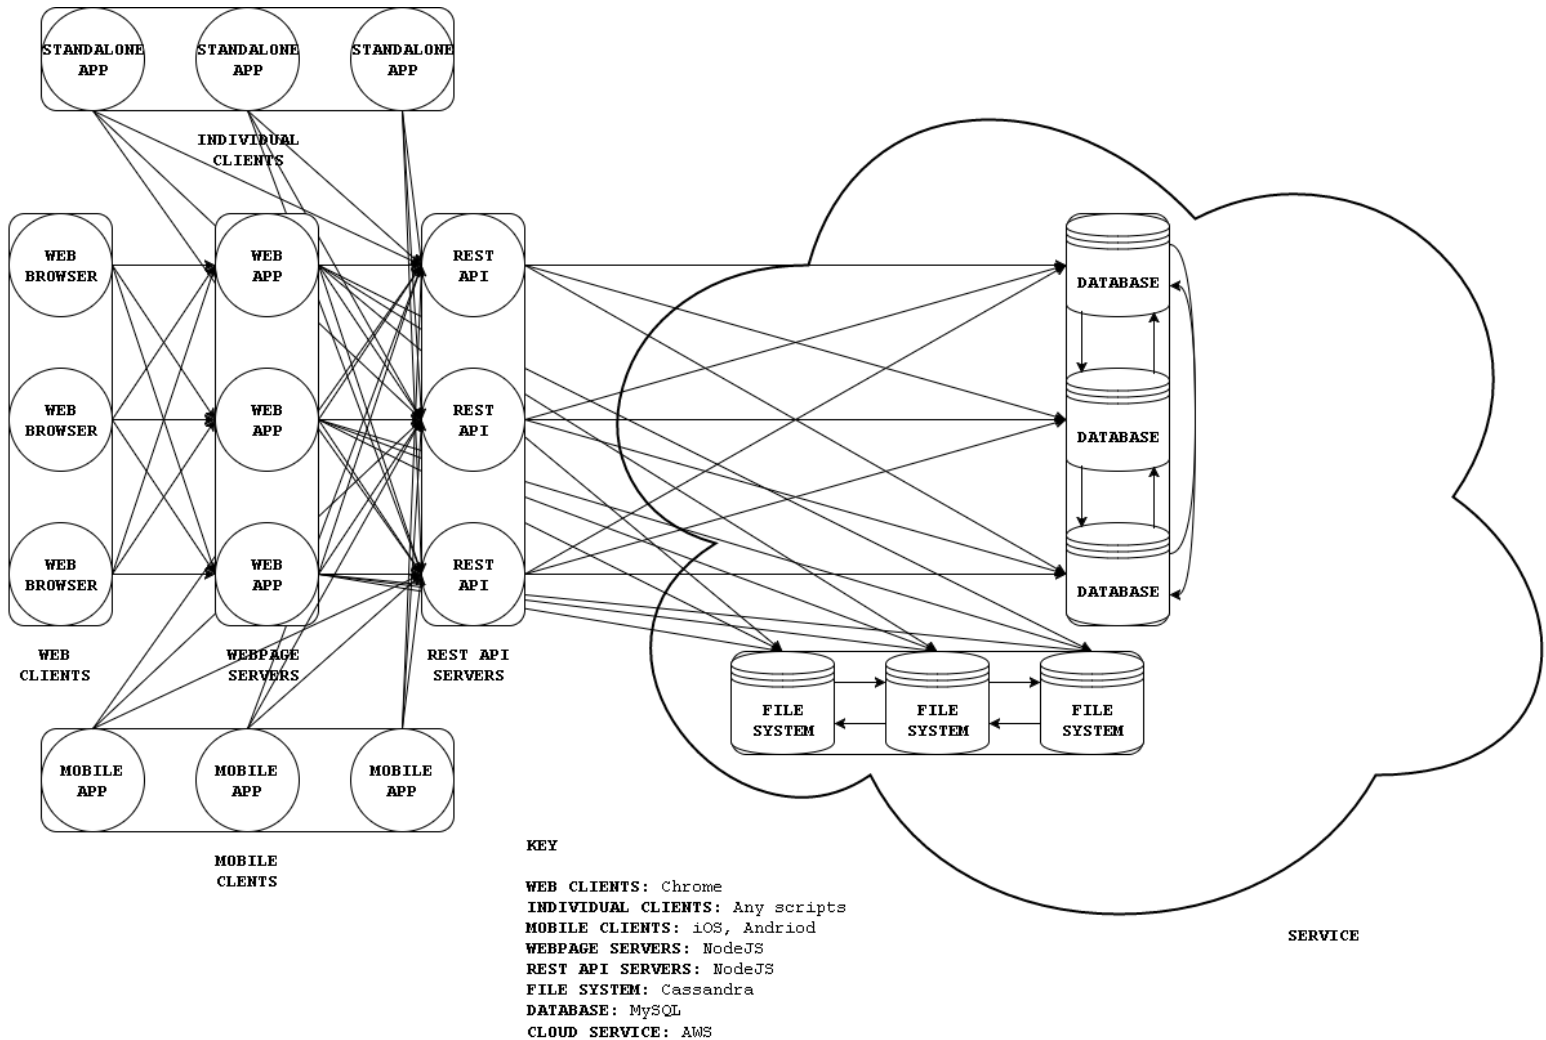 STANDALONE
APP
STANDALONE
APP
STANDALONE
APP
INDIVIDUAL
CLIENTS
WEB
BROWSER
WEB
APP
REST
API
DATABASE
WEB
BROWSER
WEB
APP
REST
API
DATABASE
WEB
BROWSER
WEB
APP
REST
API
DATABASE
WEB
CLIENTS
WEBPAGE
SERVERS
REST API
SERVERS
FILE
SYSTEM
FILE
SYSTEM
FILE
SYSTEM
MOBILE
APP
MOBILE
APP
MOBILE
APP
MOBILE
CLENTS
KEY
WEB CLIENTS: Chrome
INDIVIDUAL CLIENTS: Any scripts
MOBILE CLIENTS: iOS, Andriod
WEBPAGE SERVERS: NodeJS
REST API SERVERS: NodeJS
FILE SYSTEM: Cassandra
DATABASE: MySQL
CLOUD SERVICE: AWS
SERVICE